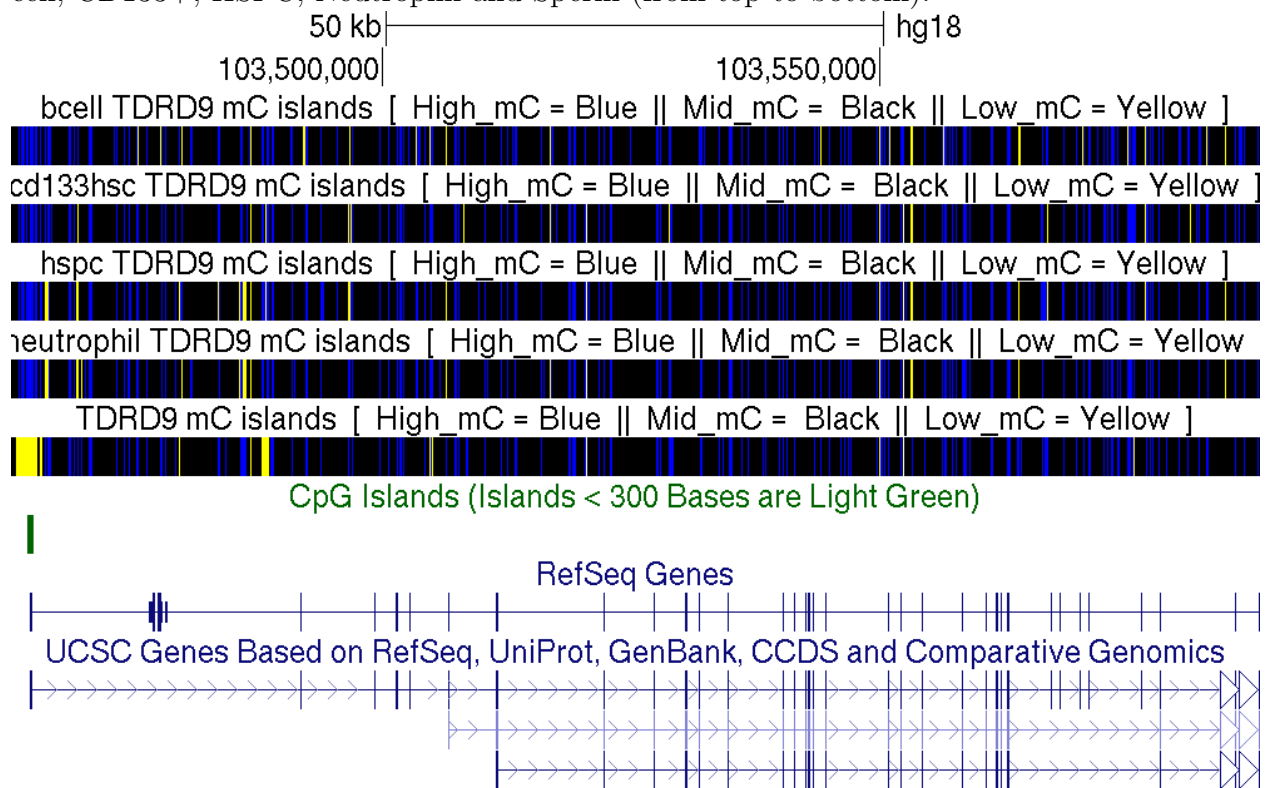 50 kb hg18
103,500,000 103,550,000
bcell TDRD9 mC islands [ High_mC = Blue || Mid_mC = Black || Low_mC = Yellow ]
cd133hsc TDRD9 mC islands [ High_mC = Blue || Mid_mC = Black || Low_mC = Yellow ]
hspc TDRD9 mC islands [ High_mC = Blue || Mid_mC = Black || Low_mC = Yellow ]
neutrophil TDRD9 mC islands [ High_mC = Blue || Mid_mC = Black || Low_mC = Yellow
TDRD9 mC islands [ High_mC = Blue || Mid_mC = Black || Low_mC = Yellow ]
CpG Islands (Islands < 300 Bases are Light Green)
RefSeq Genes
UCSC Genes Based on RefSeq, UniProt, GenBank, CCDS and Comparative Genomics